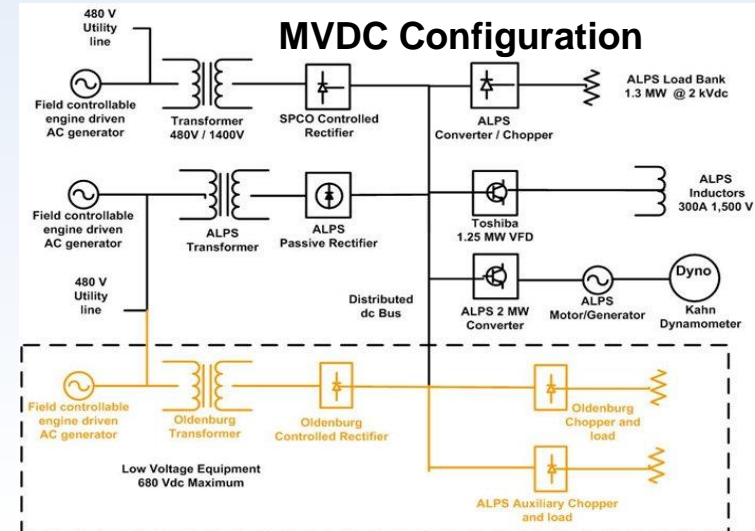 MVDC Configuration
480 V
Utility
line
Field controllable
engine driven
AC generator
Transformer
480V / 1400V
SPCO Controlled
Rectifier
ALPS
Converter / Chopper
ALPS Load Bank
1.3 MW @ 2 kVdc
Field controllable
engine driven
AC generator
ALPS
Transformer
ALPS
Passive Rectifier
Toshiba
1.25 MW VFD
ALPS
Inductors
300A 1,500 V
480 V
Utility
line
Distributed
dc Bus
ALPS 2 MW
Converter
ALPS
Motor/Generator
Dyno
Kahn
Dynamometer
Field controllable
engine driven
AC generator
Oldenburg
Transformer
Oldenburg
Controlled Rectifier
Oldenburg
Chopper and
load
Low Voltage Equipment
680 Vdc Maximum
ALPS Auxiliary Chopper
and load